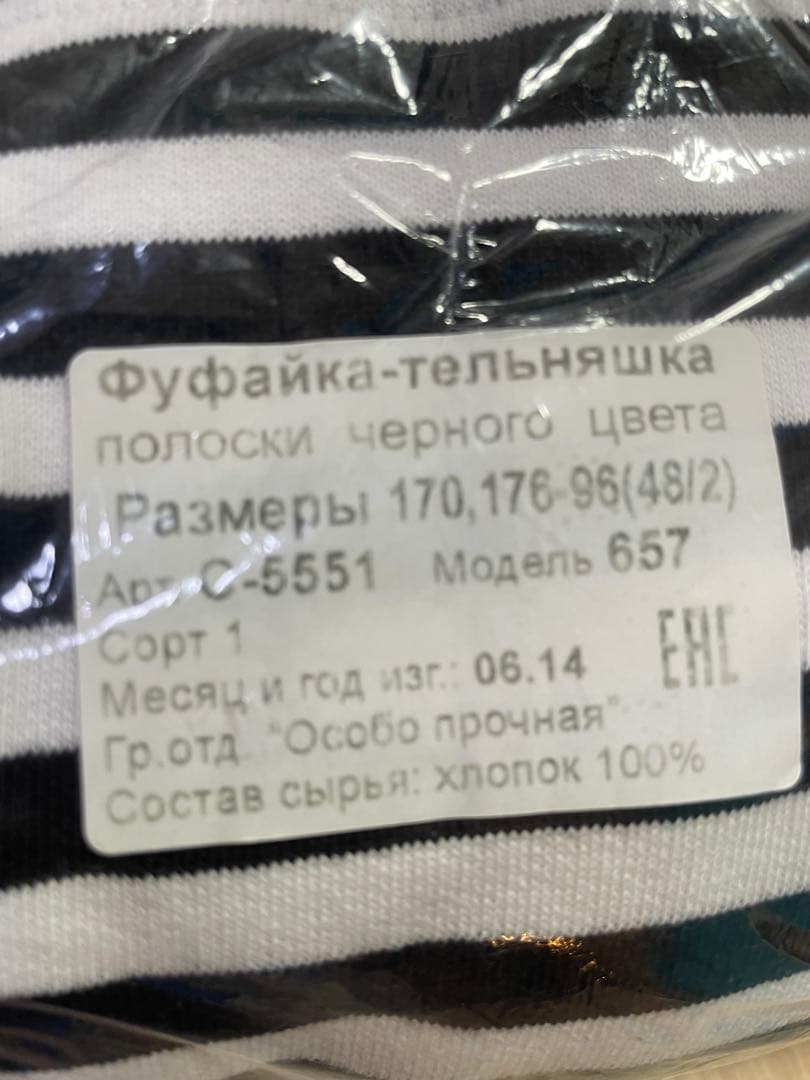 Фуфайка-тельняшка
полоски черного цвета
Размеры 170,176-96(48/2)
Арт. С-5551 Модель 657
Сорт 1
Месяц и год изг.: 06.14 ЕАС
Гр.отд. "Особо прочная"
Состав сырья: хлопок 100%